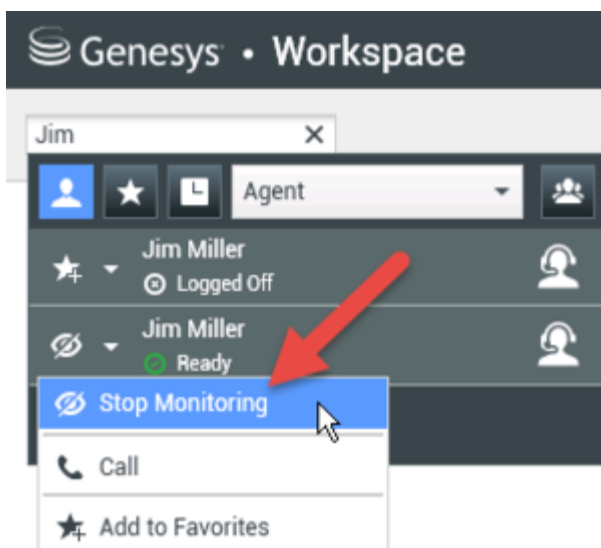 Genesys • Workspace
Jim
Agent
Jim Miller
Logged Off
Jim Miller
Ready
Stop Monitoring
Call
Add to Favorites